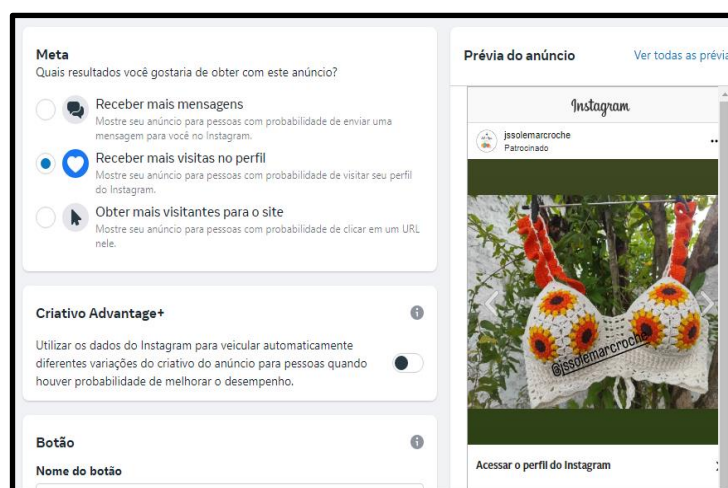 Meta
Quais resultados você gostaria de obter com este anúncio?
Receber mais mensagens
Mostre seu anúncio para pessoas com probabilidade de enviar uma
mensagem para você no Instagram.
Receber mais visitas no perfil
Mostre seu anúncio para pessoas com probabilidade de visitar seu perfil
do Instagram.
Obter mais visitantes para o site
Mostre seu anúncio para pessoas com probabilidade de clicar em um URL
nele.
Criativo Advantage+
Utilizar os dados do Instagram para veicular automaticamente
diferentes variações do criativo do anúncio para pessoas quando
houver probabilidade de melhorar o desempenho.
Botão
Nome do botão
Prévia do anúncio
Ver todas as prévia
Instagram
jssolemarcroche
Patrocinado
@jssolemarcroche
Acessar o perfil do Instagram